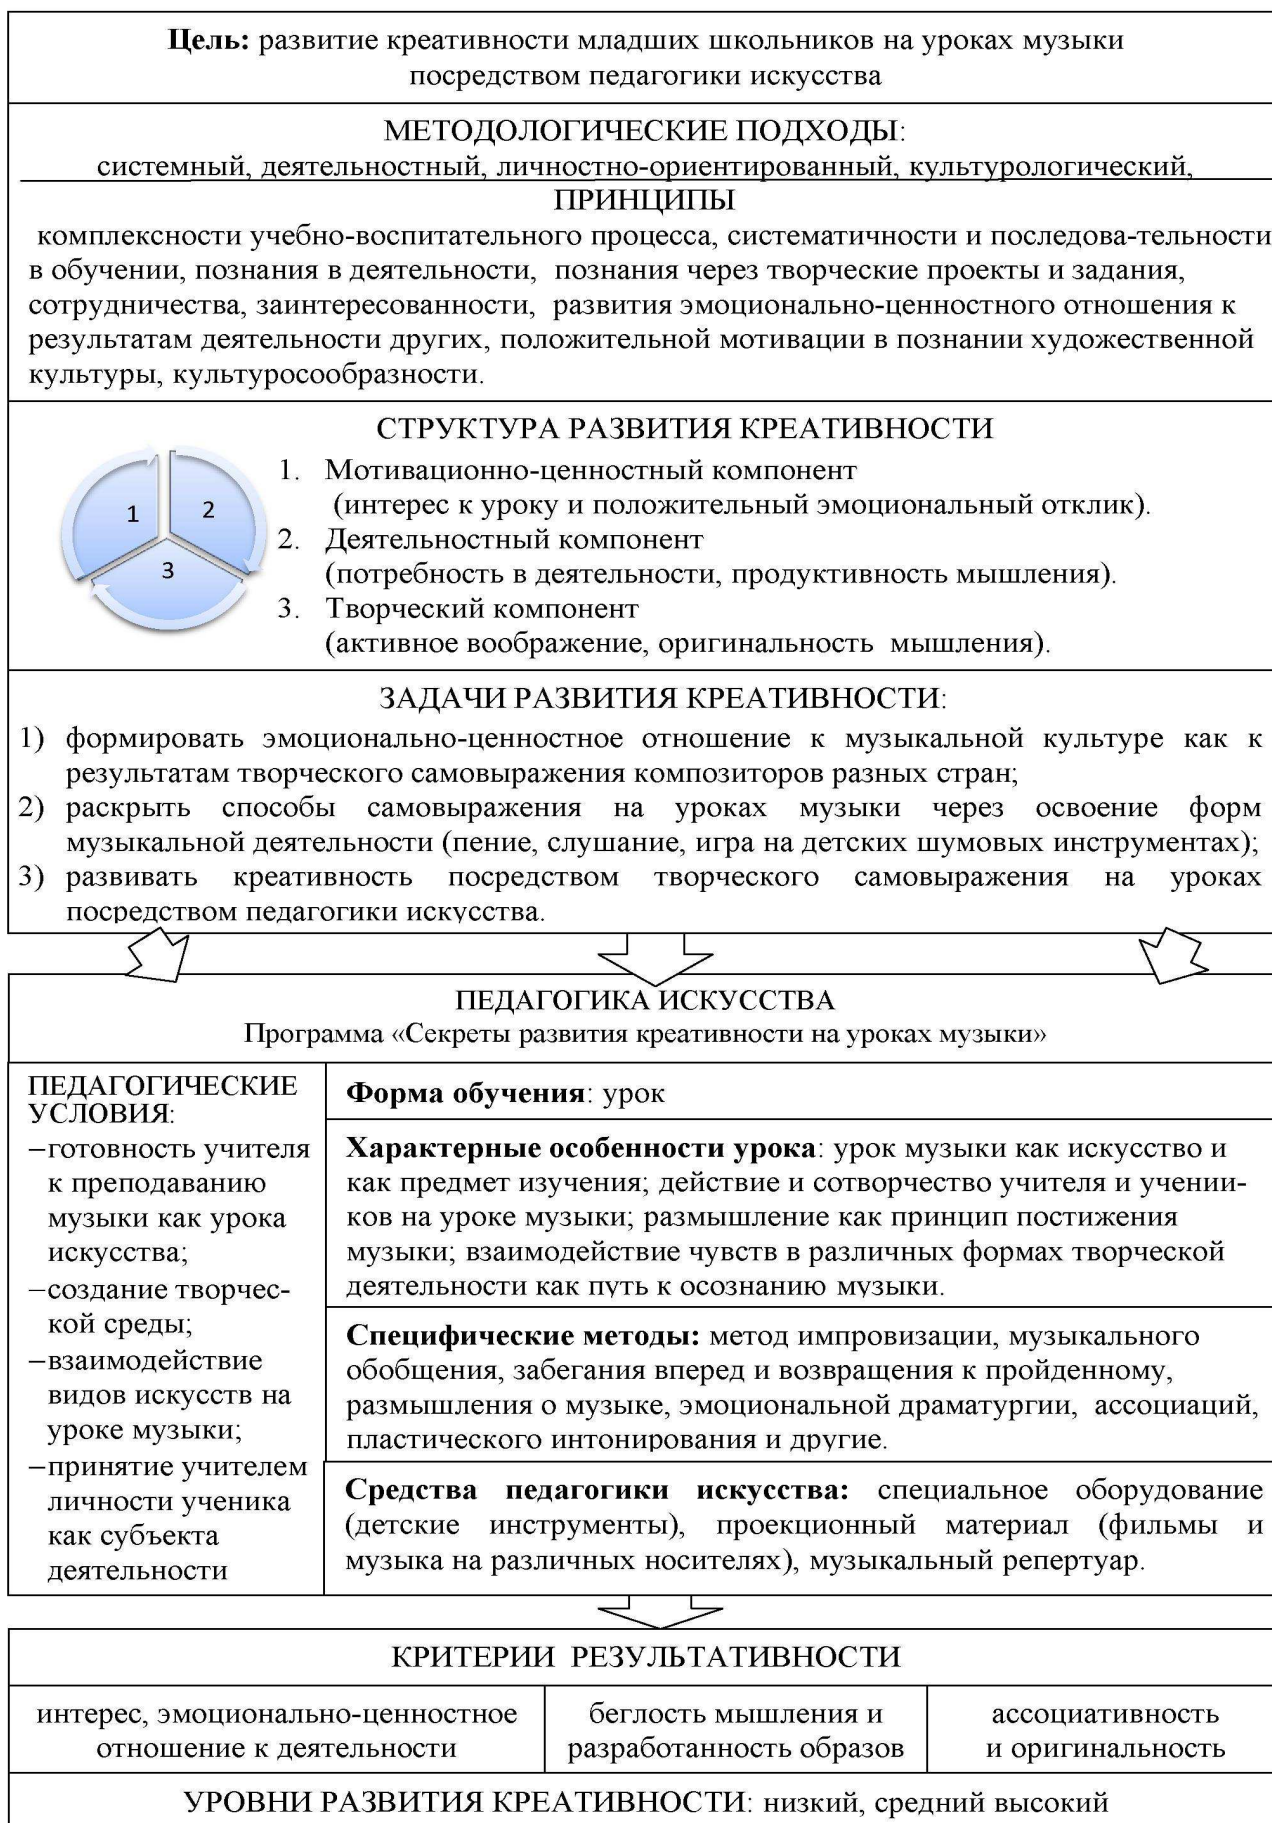 Цель: развитие креативности младших школьников на уроках музыки
посредством педагогики искусства
МЕТОДОЛОГИЧЕСКИЕ ПОДХОДЫ:
системный, деятельностный, личностно-ориентированный, культурологический,
ПРИНЦИПЫ
комплексности учебно-воспитательного процесса, систематичности и последова-тельности
в обучении, познания в деятельности, познания через творческие проекты и задания,
сотрудничества, заинтересованности, развития эмоционально-ценностного отношения к
результатам деятельности других, положительной мотивации в познании художественной
культуры, культуросообразности.
СТРУКТУРА РАЗВИТИЯ КРЕАТИВНОСТИ
1
2
3
1. Мотивационно-ценностный компонент
(интерес к уроку и положительный эмоциональный отклик).
2. Деятельностный компонент
(потребность в деятельности, продуктивность мышления).
3. Творческий компонент
(активное воображение, оригинальность мышления).
ЗАДАЧИ РАЗВИТИЯ КРЕАТИВНОСТИ:
1) формировать эмоционально-ценностное отношение к музыкальной культуре как к
результатам творческого самовыражения композиторов разных стран;
2) раскрыть способы самовыражения на уроках музыки через освоение форм
музыкальной деятельности (пение, слушание, игра на детских шумовых инструментах);
3) развивать креативность посредством творческого самовыражения на уроках
посредством педагогики искусства.
ПЕДАГОГИКА ИСКУССТВА
Программа «Секреты развития креативности на уроках музыки»
ПЕДАГОГИЧЕСКИЕ
УСЛОВИЯ:
–готовность учителя
к преподаванию
музыки как урока
искусства;
–создание творчес-
кой среды;
–взаимодействие
видов искусств на
уроке музыки;
–принятие учителем
личности ученика
как субъекта
деятельности
Форма обучения: урок
Характерные особенности урока: урок музыки как искусство и
как предмет изучения; действие и сотворчество учителя и учении-
ков на уроке музыки; размышление как принцип постижения
музыки; взаимодействие чувств в различных формах творческой
деятельности как путь к осознанию музыки.
Специфические методы: метод импровизации, музыкального
обобщения, забегания вперед и возвращения к пройденному,
размышления о музыке, эмоциональной драматургии, ассоциаций,
пластического интонирования и другие.
Средства педагогики искусства: специальное оборудование
(детские инструменты), проекционный материал (фильмы и
музыка на различных носителях), музыкальный репертуар.
КРИТЕРИИ РЕЗУЛЬТАТИВНОСТИ
интерес, эмоционально-ценностное
отношение к деятельности
беглость мышления и
разработанность образов
ассоциативность
и оригинальность
УРОВНИ РАЗВИТИЯ КРЕАТИВНОСТИ: низкий, средний высокий